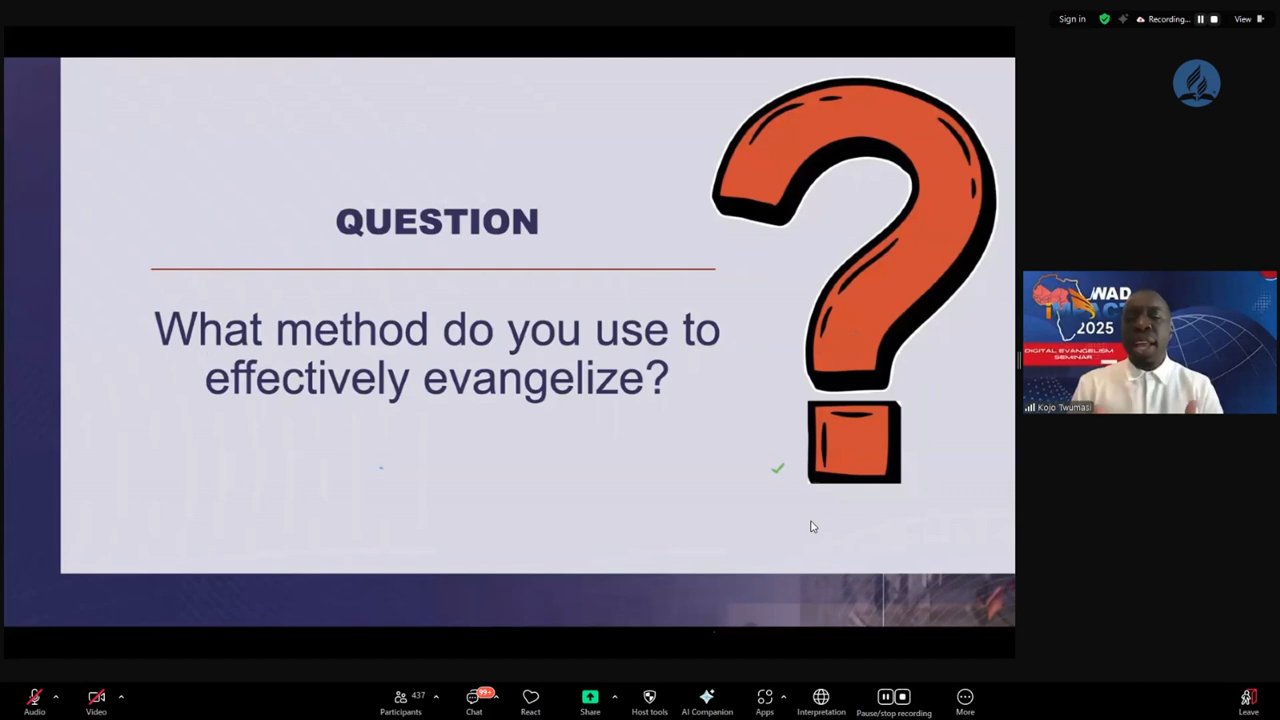 Sign in
Recording...
View
QUESTION
What method do you use to
effectively evangelize?
WAD
2025
DIGITAL EVANGELISM
SEMINAR
Kojo Twumasi
Audio
Video
437
Participants
99+
Chat
React
Share
Host tools
AI Companion
Apps
Interpretation
Pause/stop recording
More
Leave